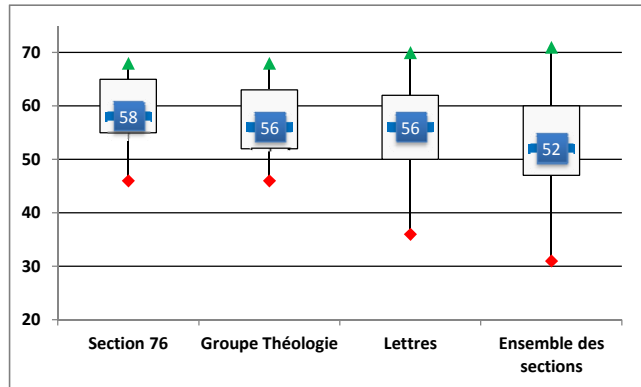 70
60
50
40
30
20
58
56
56
52
Section 76
Groupe Théologie
Lettres
Ensemble des
sections